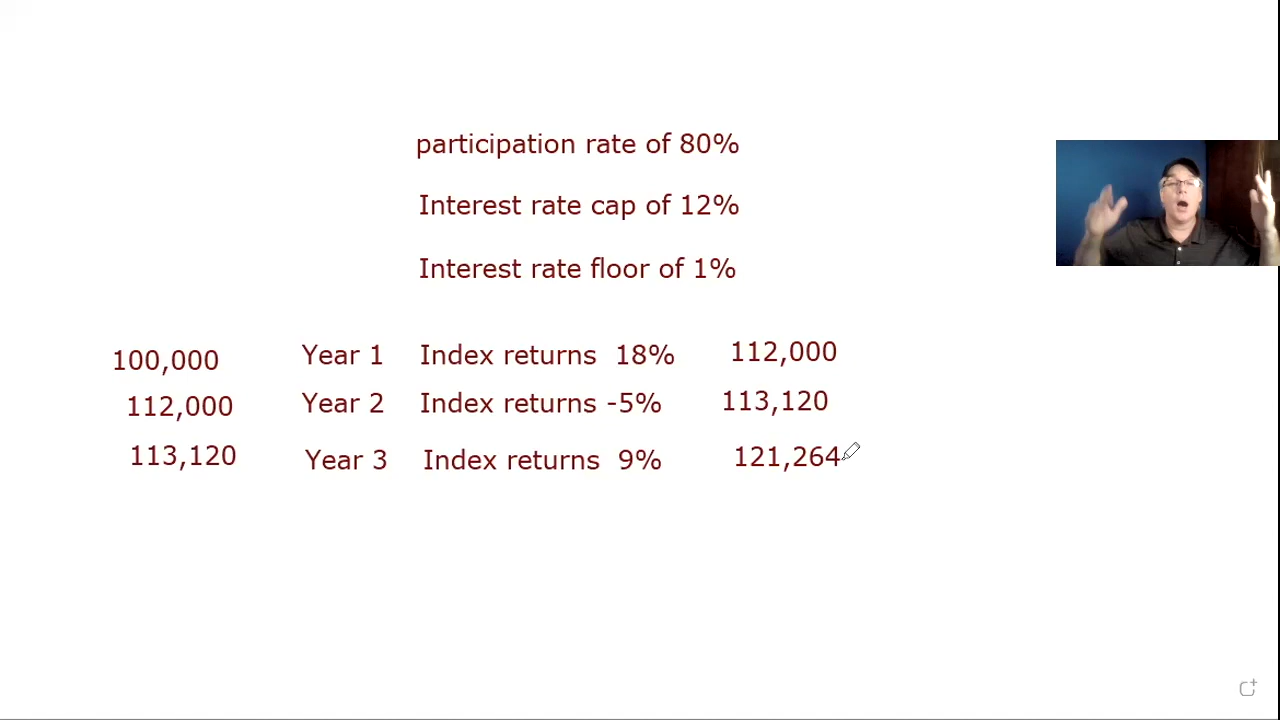 participation rate of 80%
Interest rate cap of 12%
Interest rate floor of 1%
100,000 Year 1 Index returns 18% 112,000
112,000 Year 2 Index returns -5% 113,120
113,120 Year 3 Index returns 9% 121,264